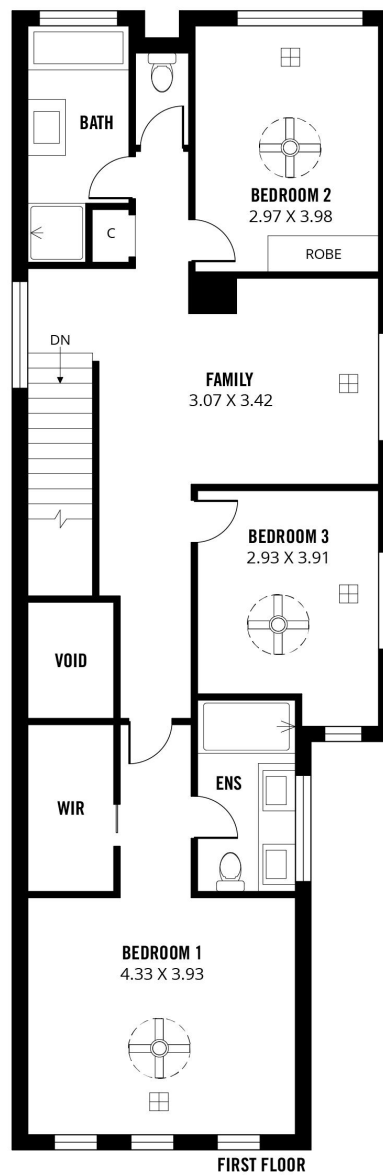 BATH
C
BEDROOM 2
2.97 X 3.98
ROBE
DN
FAMILY
3.07 X 3.42
BEDROOM 3
2.93 X 3.91
VOID
WIR
ENS
BEDROOM 1
4.33 X 3.93
FIRST FLOOR